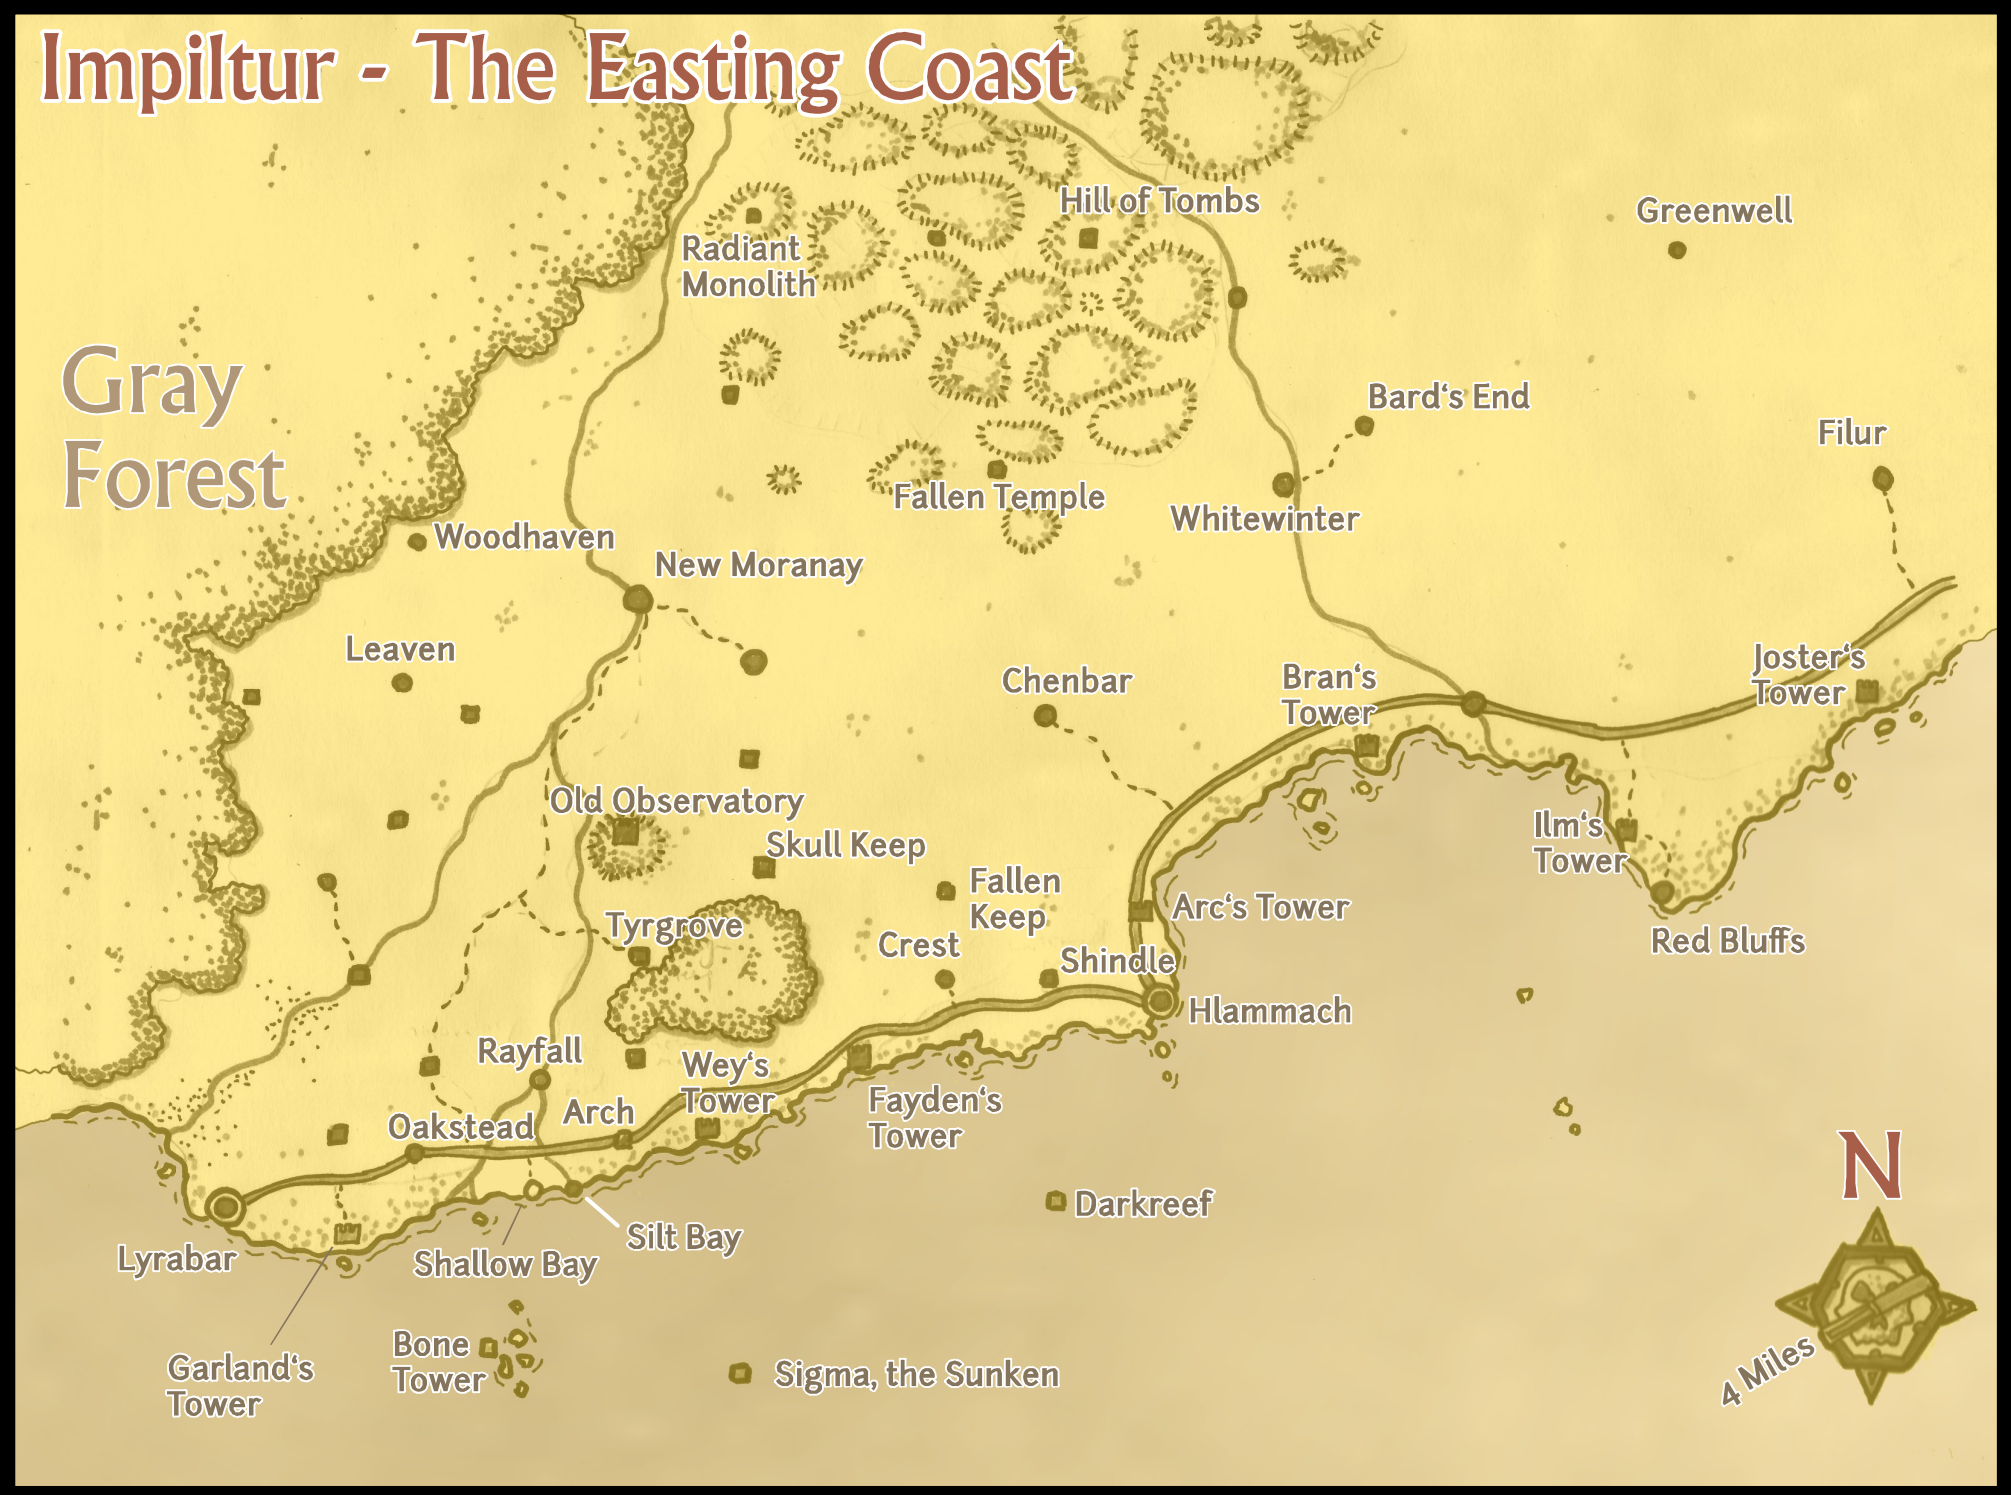 Impiltur - The Easting Coast
Hill of Tombs
Greenwell
Radiant
Monolith
Gray
Forest
Bard‘s End
Filur
Fallen Temple
Whitewinter
Woodhaven
New Moranay
Leaven
Chenbar
Bran‘s
Tower
Joster‘s
Tower
Old Observatory
Skull Keep
Ilm‘s
Tower
Fallen
Keep
Arc‘s Tower
Tyrgrove
Crest
Shindle
Red Bluffs
Hlammach
Rayfall
Wey‘s
Tower
Arch
Fayden‘s
Tower
Oakstead
N
Darkreef
Silt Bay
Lyrabar
Shallow Bay
Bone
Tower
Garland‘s
Tower
Sigma, the Sunken
4 Miles